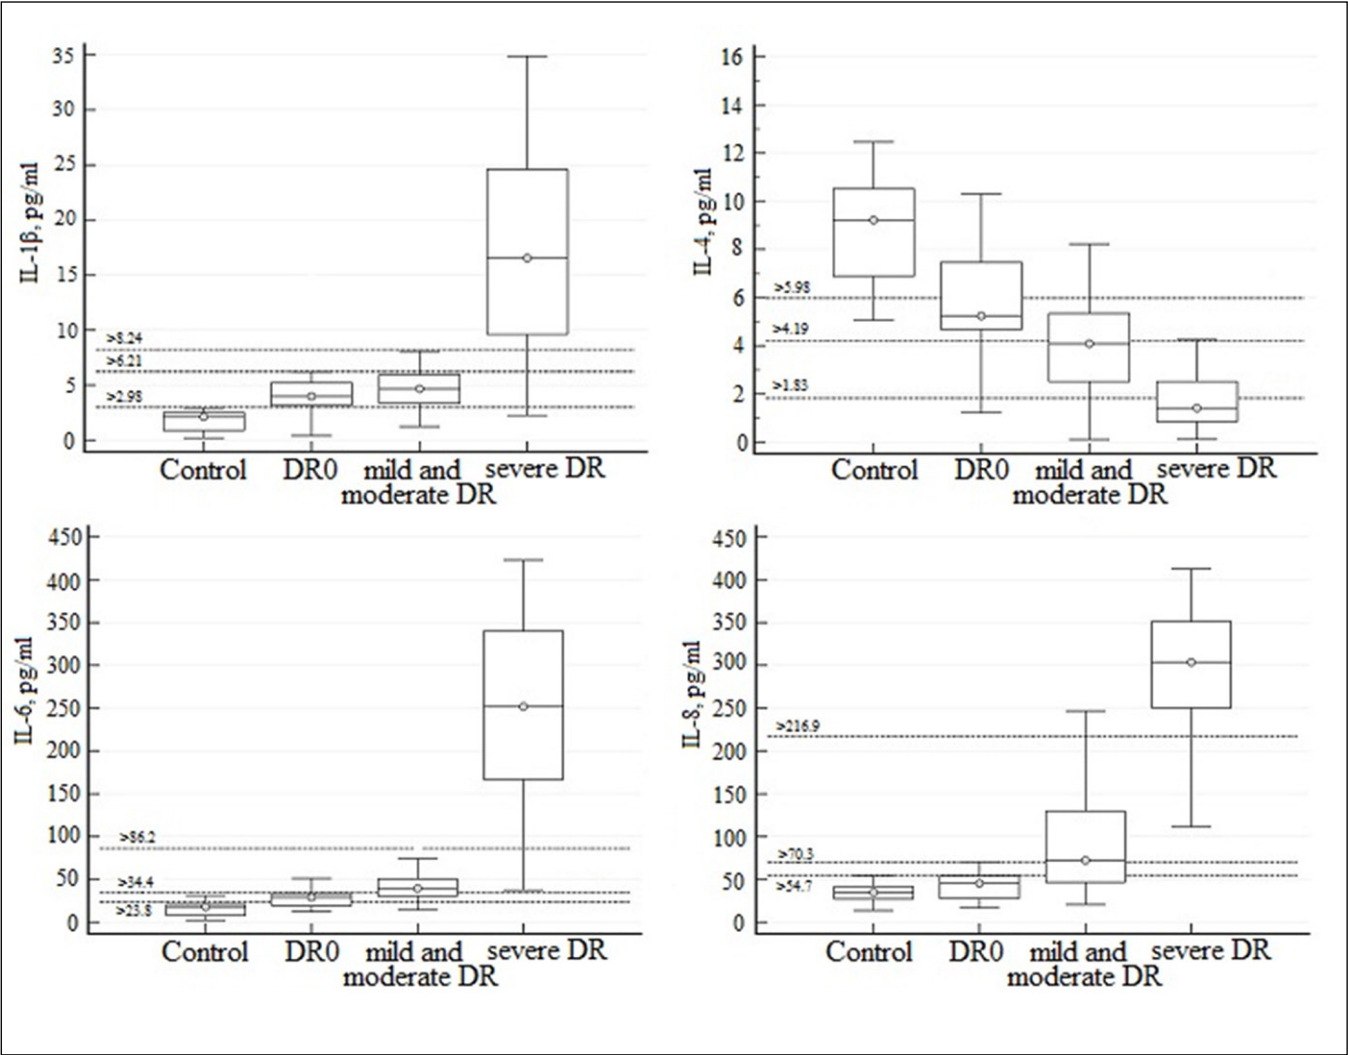 IL-1β, pg/ml
35
30
25
20
15
10
5
0
>8.24
>6.21
>2.98
Control
DR0
mild and
moderate DR
severe DR
IL-4, pg/ml
16
14
12
10
8
6
4
2
0
>5.98
>4.19
>1.83
Control
DR0
mild and
moderate DR
severe DR
IL-6, pg/ml
450
400
350
300
250
200
150
100
50
0
>86.2
>34.4
>23.8
Control
DR0
mild and
moderate DR
severe DR
IL-8, pg/ml
450
400
350
300
250
200
150
100
50
0
>216.9
>70.3
>54.7
Control
DR0
mild and
moderate DR
severe DR